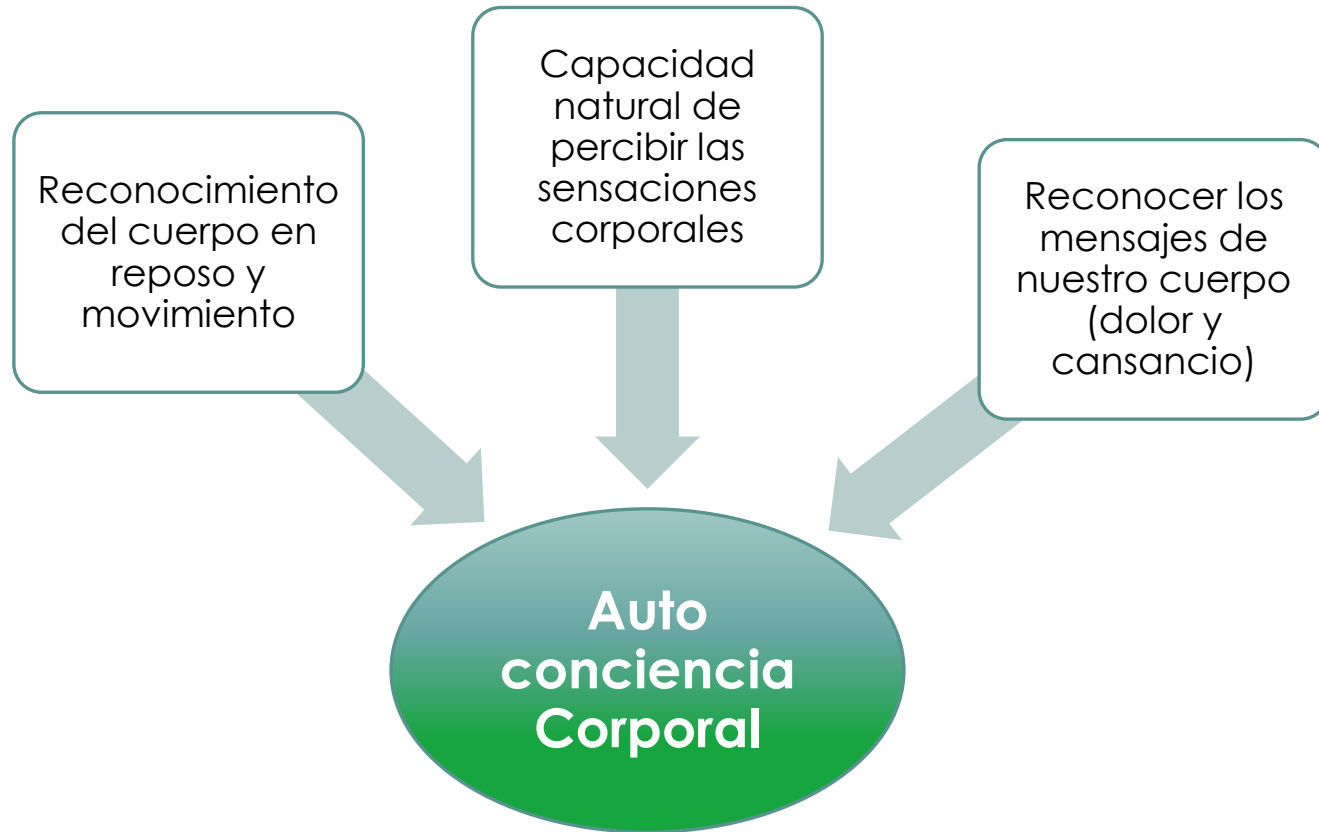 Reconocimiento
del cuerpo en
reposo y
movimiento
Capacidad
natural de
percibir las
sensaciones
corporales
Reconocer los
mensajes de
nuestro cuerpo
(dolor y
cansancio)
Auto
conciencia
Corporal